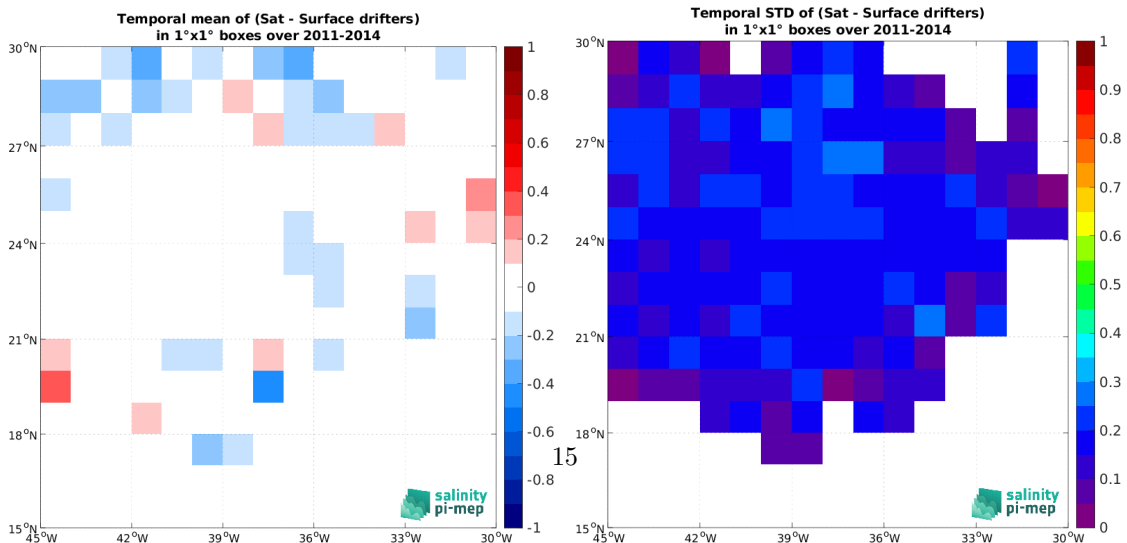 Temporal mean of (Sat - Surface drifters)
in 1°x1° boxes over 2011-2014
30°N
27°N
24°N
21°N
18°N
15°N
45°W
42°W
39°W
36°W
33°W
30°W
1
0.8
0.6
0.4
0.2
0
-0.2
-0.4
-0.6
-0.8
-1
salinity
pi-mep
15
Temporal STD of (Sat - Surface drifters)
in 1°x1° boxes over 2011-2014
30°N
27°N
24°N
21°N
18°N
15°N
45°W
42°W
39°W
36°W
33°W
30°W
1
0.9
0.8
0.7
0.6
0.5
0.4
0.3
0.2
0.1
0
salinity
pi-mep